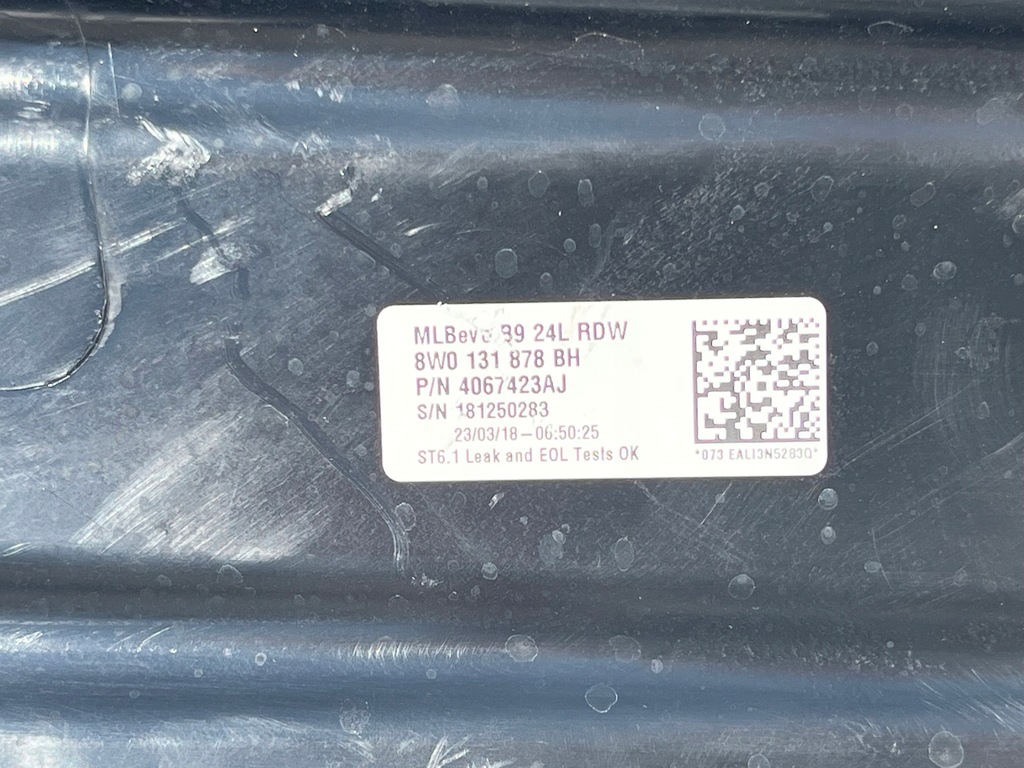 MLBevo B9 24L RDW
8W0 131 878 BH
P/N 4067423AJ
S/N 181250283
23/03/18-06:50:25
ST6.1 Leak and EOL Tests OK
*073 EALI3N5283Q*